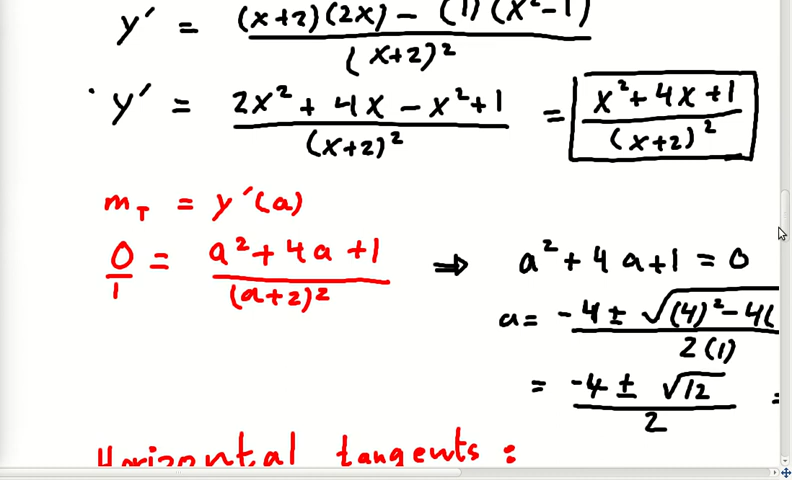 y' = (x+2)(2x) - (1)(x²-1) / (x+2)²
y' = 2x² + 4x - x² + 1 / (x+2)² = x² + 4x + 1 / (x+2)²
m_T = y'(a)
0/1 = a² + 4a + 1 / (a+2)² ⇒ a² + 4a + 1 = 0
a = -4 ± √(4)² - 4( / 2(1)
= -4 ± √12 / 2 =
Horizontal tangents :